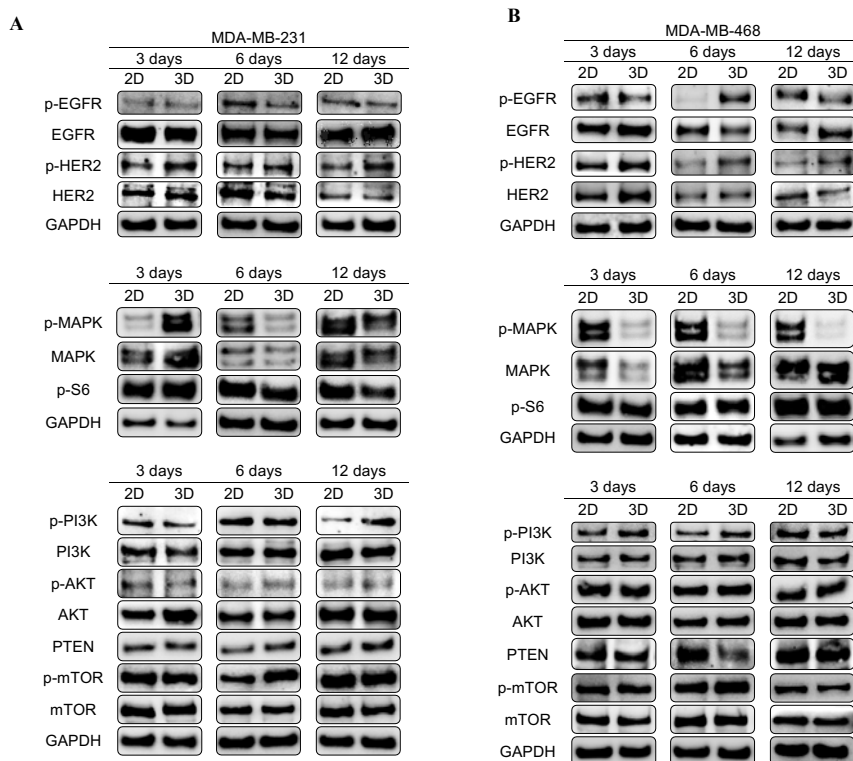 A
MDA-MB-231
3 days 6 days 12 days
2D 3D 2D 3D 2D 3D
p-EGFR
EGFR
p-HER2
HER2
GAPDH
3 days 6 days 12 days
2D 3D 2D 3D 2D 3D
p-MAPK
MAPK
p-S6
GAPDH
3 days 6 days 12 days
2D 3D 2D 3D 2D 3D
p-PI3K
PI3K
p-AKT
AKT
PTEN
p-mTOR
mTOR
GAPDH
B
MDA-MB-468
3 days 6 days 12 days
2D 3D 2D 3D 2D 3D
p-EGFR
EGFR
p-HER2
HER2
GAPDH
3 days 6 days 12 days
2D 3D 2D 3D 2D 3D
p-MAPK
MAPK
p-S6
GAPDH
3 days 6 days 12 days
2D 3D 2D 3D 2D 3D
p-PI3K
PI3K
p-AKT
AKT
PTEN
p-mTOR
mTOR
GAPDH